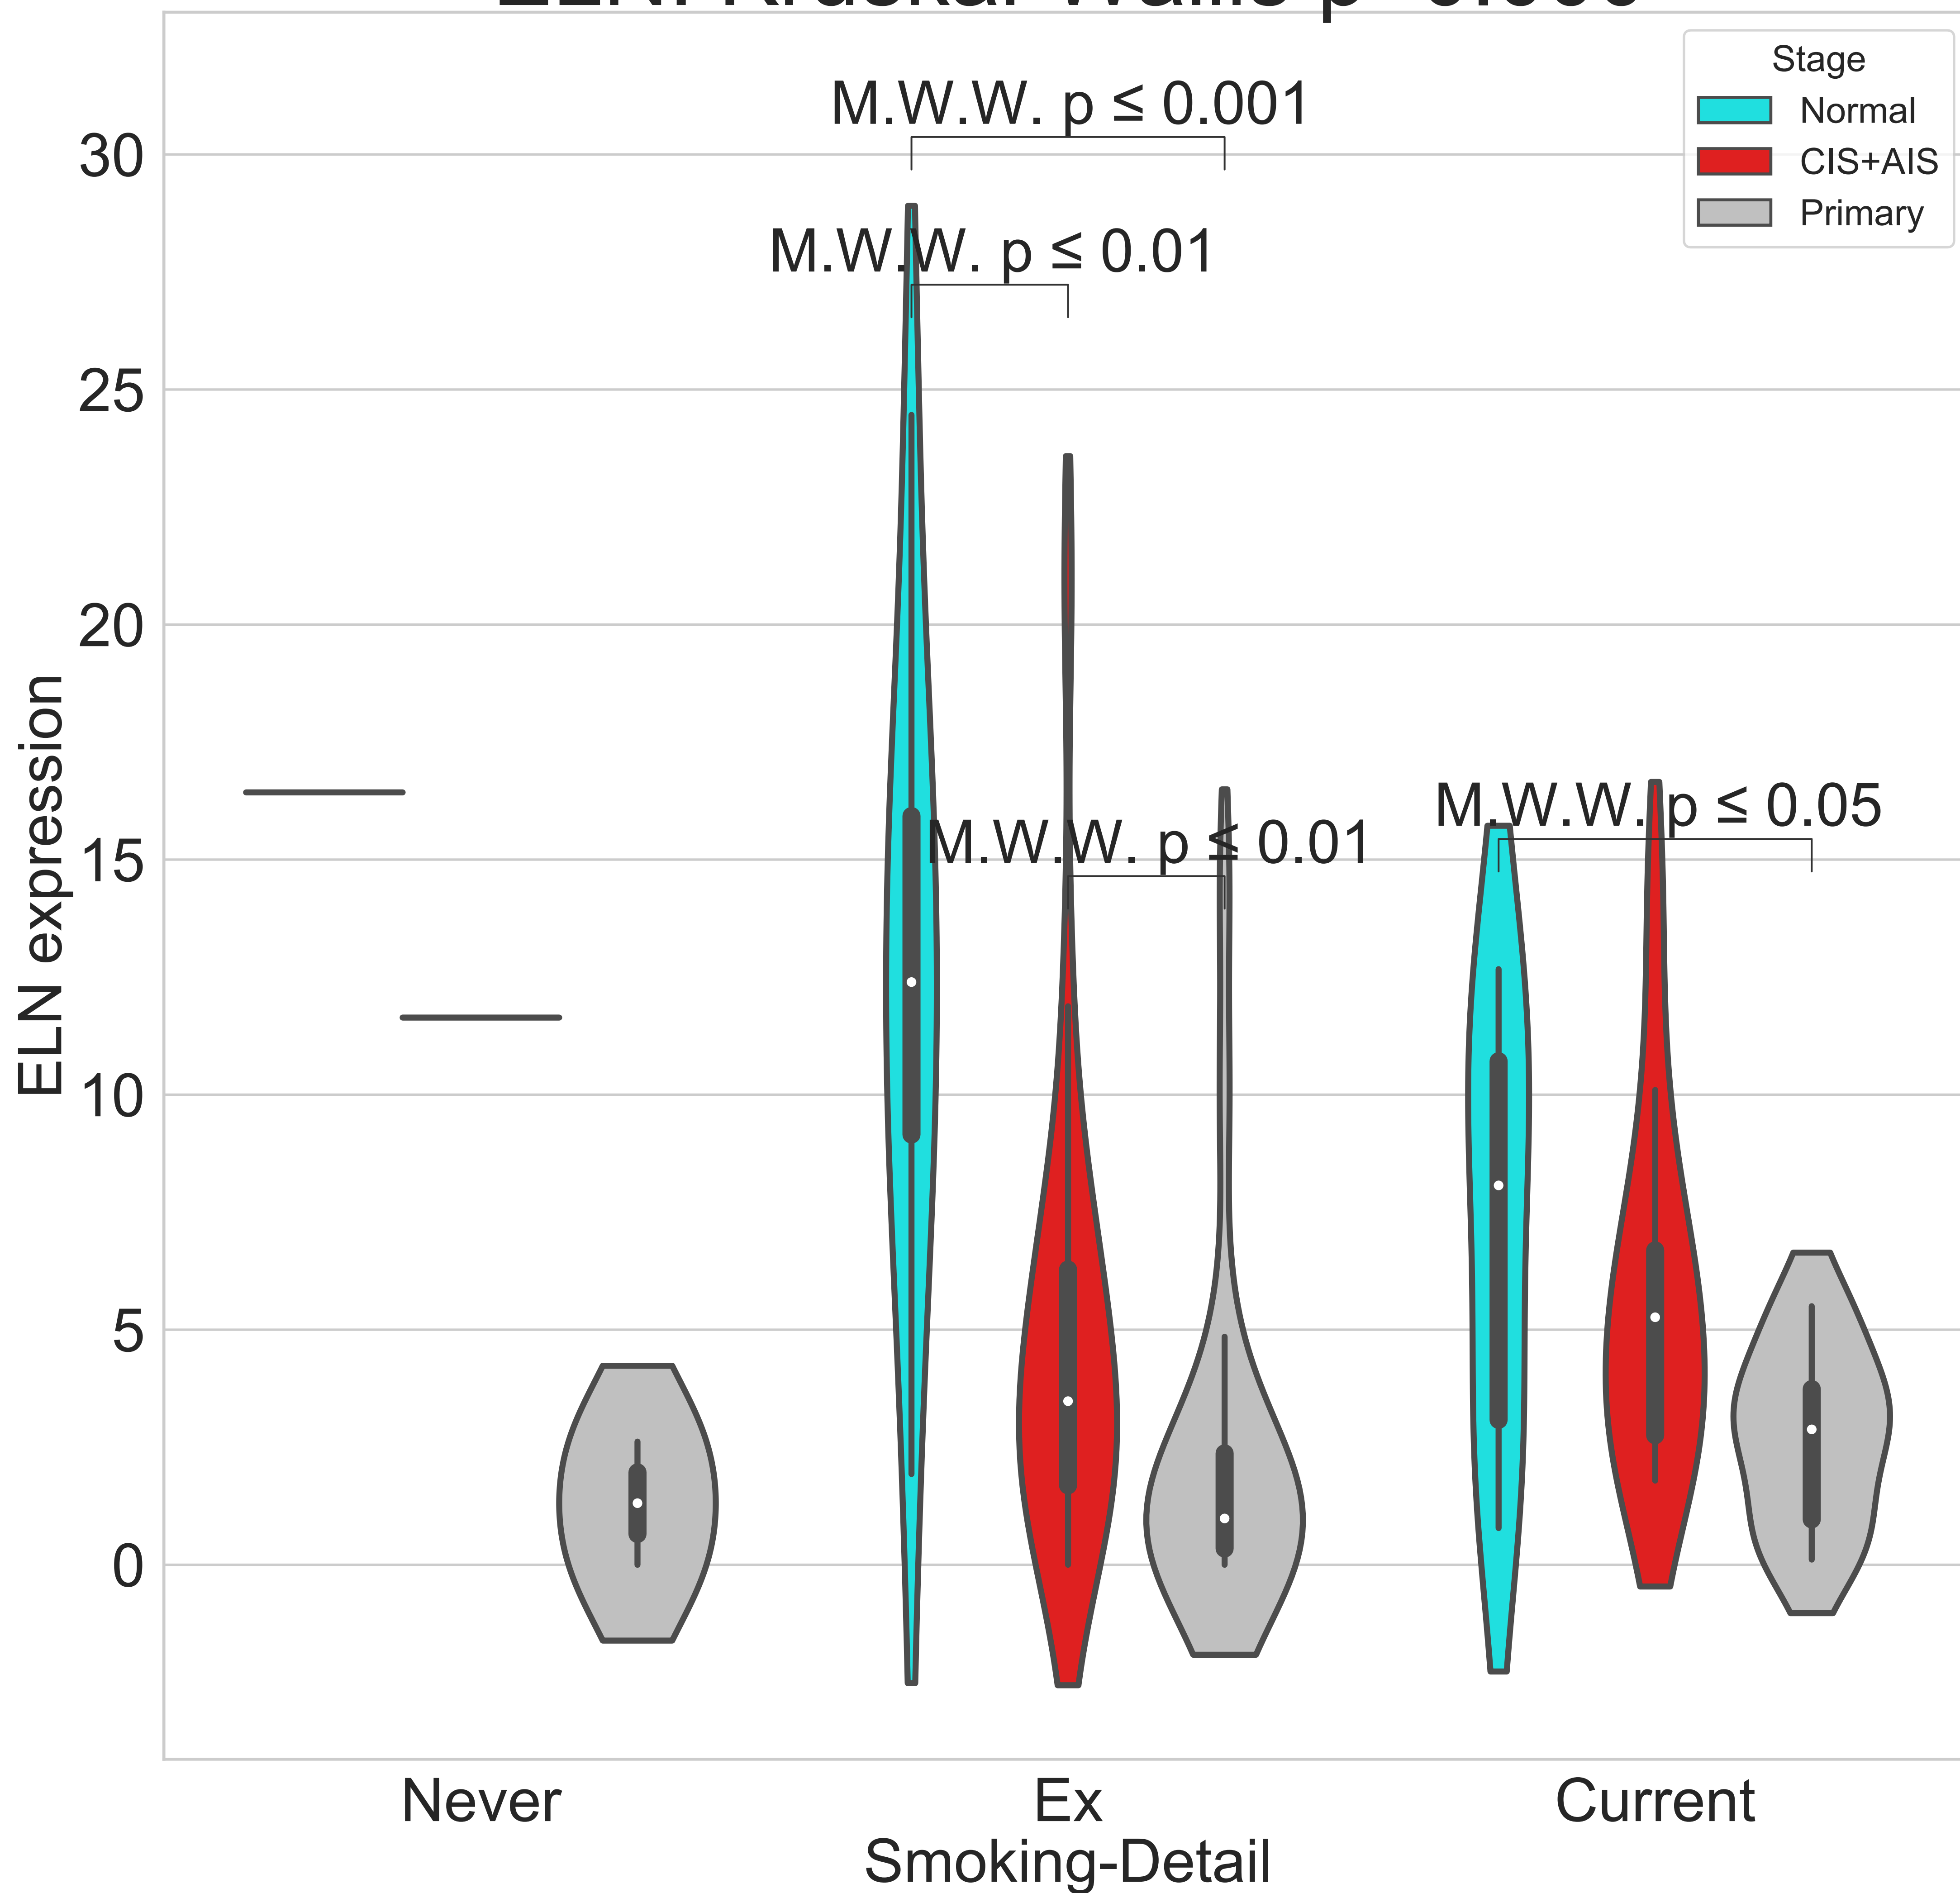 Stage
Normal
CIS+AIS
Primary
M.W.W. p ≤ 0.001
M.W.W. p ≤ 0.01
M.W.W. p ≤ 0.01
M.W.W. p ≤ 0.05
30
25
20
15
10
5
0
ELN expression
Never
Ex
Current
Smoking-Detail